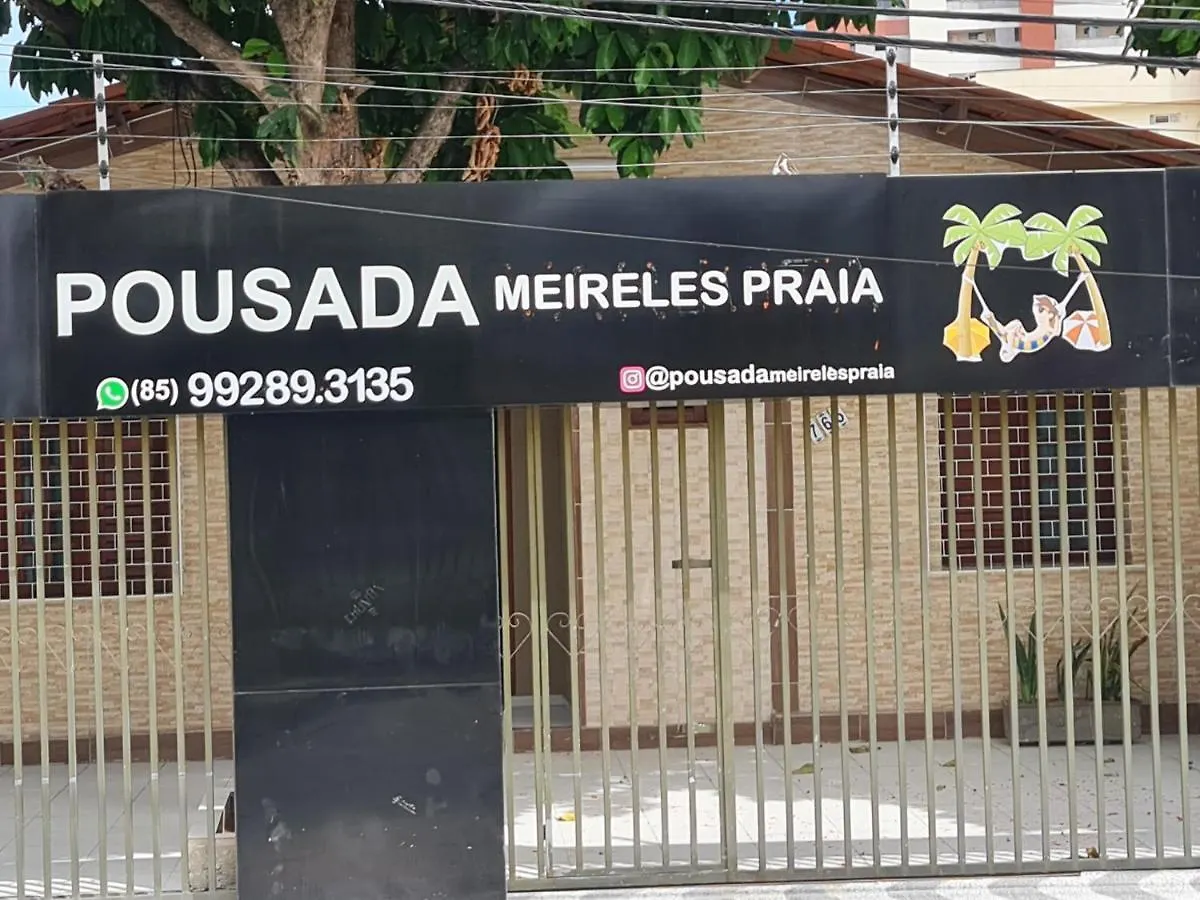 POUSADA MEIRELES PRAIA
(85) 99289.3135
@pousadameirelespraia